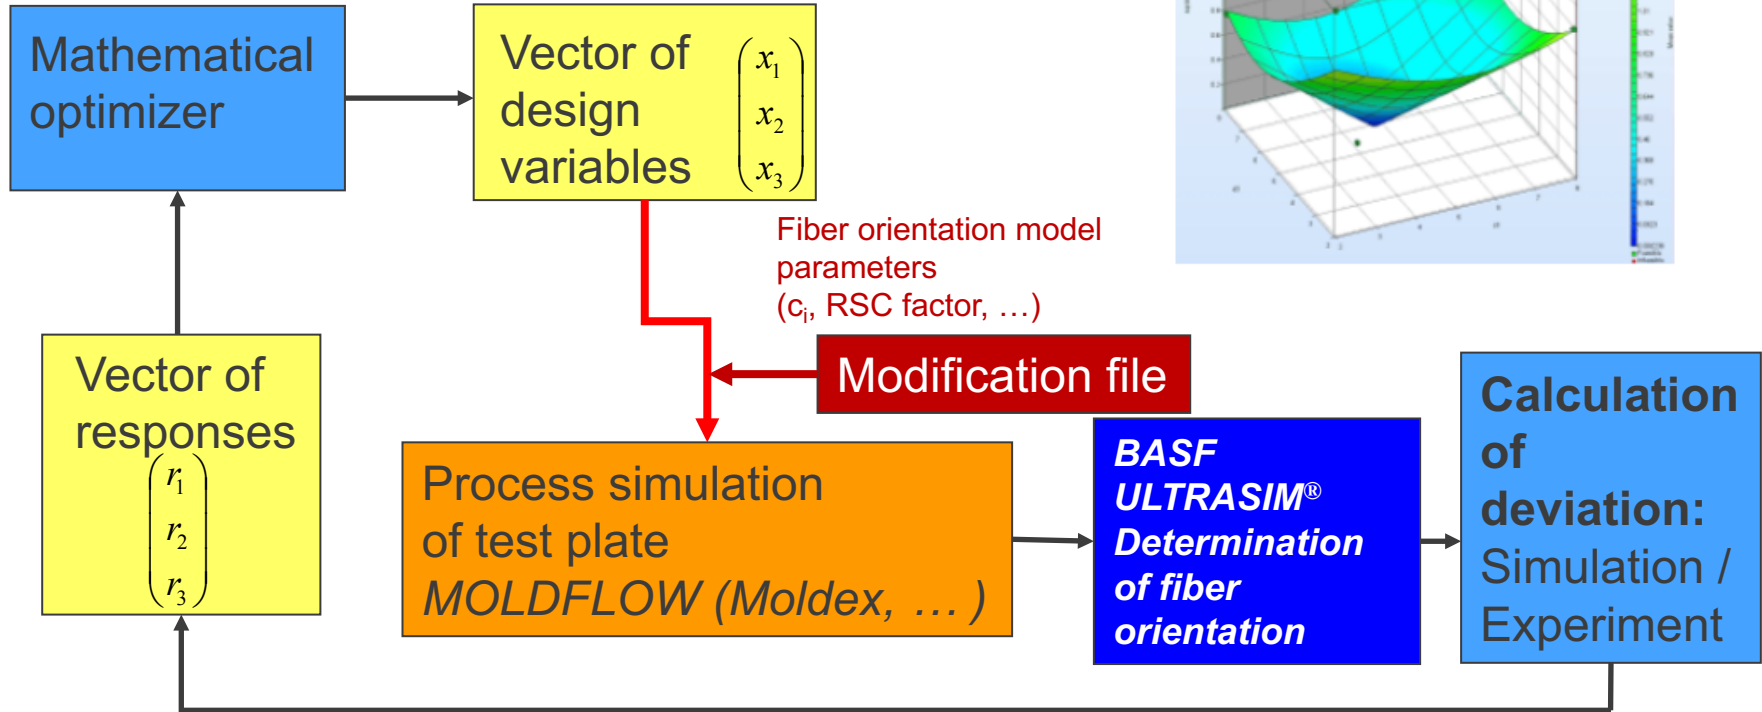 Mathematical
optimizer
Vector of
design
variables
x1
x2
x3
Fiber orientation model
parameters
(ci, RSC factor, …)
Modification file
Vector of
responses
r1
r2
r3
Process simulation
of test plate
MOLDFLOW (Moldex, … )
BASF
ULTRASIM®
Determination
of fiber
orientation
Calculation
of
deviation:
Simulation /
Experiment